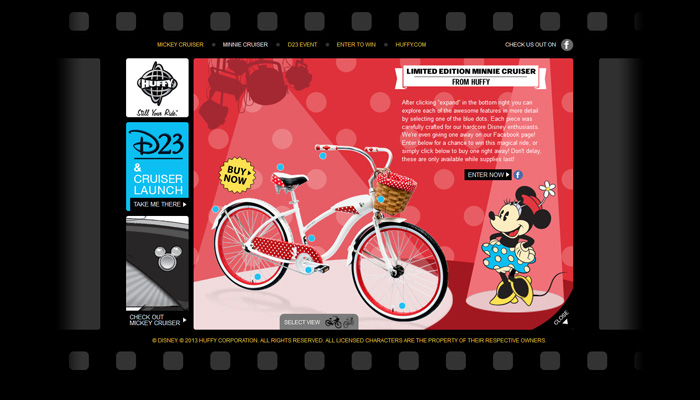 MICKEY CRUISER
MINNIE CRUISER
D23 EVENT
ENTER TO WIN
HUFFY.COM
CHECK US OUT ON f
HUFFY
Still Your Ride.
D23
&
CRUISER
LAUNCH
TAKE ME THERE
CHECK OUT
MICKEY CRUISER
BUY
NOW
LIMITED EDITION MINNIE CRUISER
FROM HUFFY
After clicking "expand" in the bottom right you can
explore each of the awesome features in more detail
by selecting one of the blue dots. Each piece was
carefully crafted for our hardcore Disney enthusiasts.
We're even giving one away on our Facebook page!
Enter below for a chance to win this magical ride, or
simply click below to buy one right away! Don't delay,
these are only available while supplies last!
ENTER NOW f
SELECT VIEW
CLOSE
© DISNEY © 2013 HUFFY CORPORATION. ALL RIGHTS RESERVED. ALL LICENSED CHARACTERS ARE THE PROPERTY OF THEIR RESPECTIVE OWNERS.